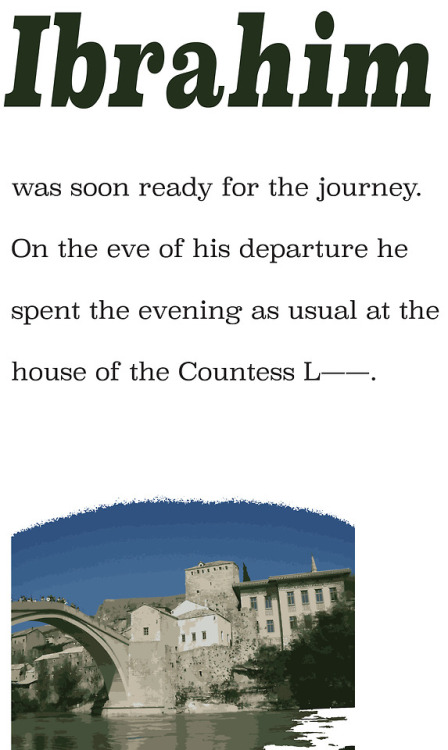 Ibrahim
was soon ready for the journey.
On the eve of his departure he
spent the evening as usual at the
house of the Countess L——.